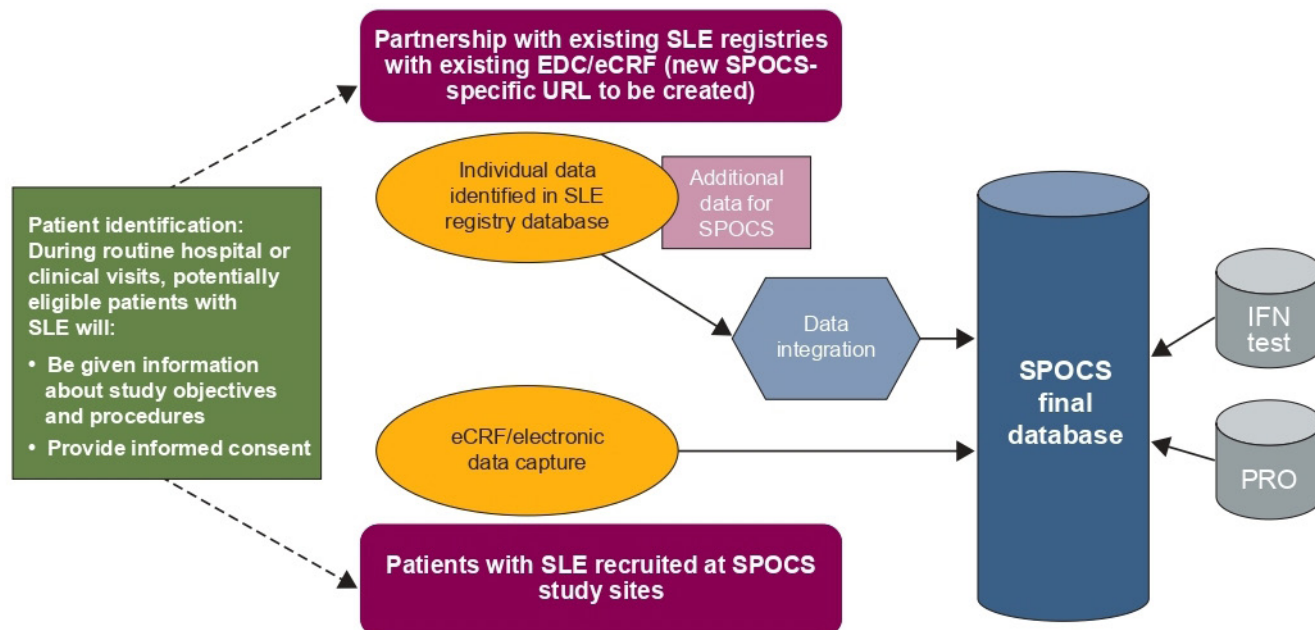 Partnership with existing SLE registries
with existing EDC/eCRF (new SPOCS-
specific URL to be created)
Individual data
identified in SLE
registry database
Additional
data for
SPOCS
Patient identification:
During routine hospital or
clinical visits, potentially
eligible patients with
SLE will:
• Be given information
about study objectives
and procedures
• Provide informed consent
Data
integration
eCRF/electronic
data capture
Patients with SLE recruited at SPOCS
study sites
SPOCS
final
database
IFN
test
PRO